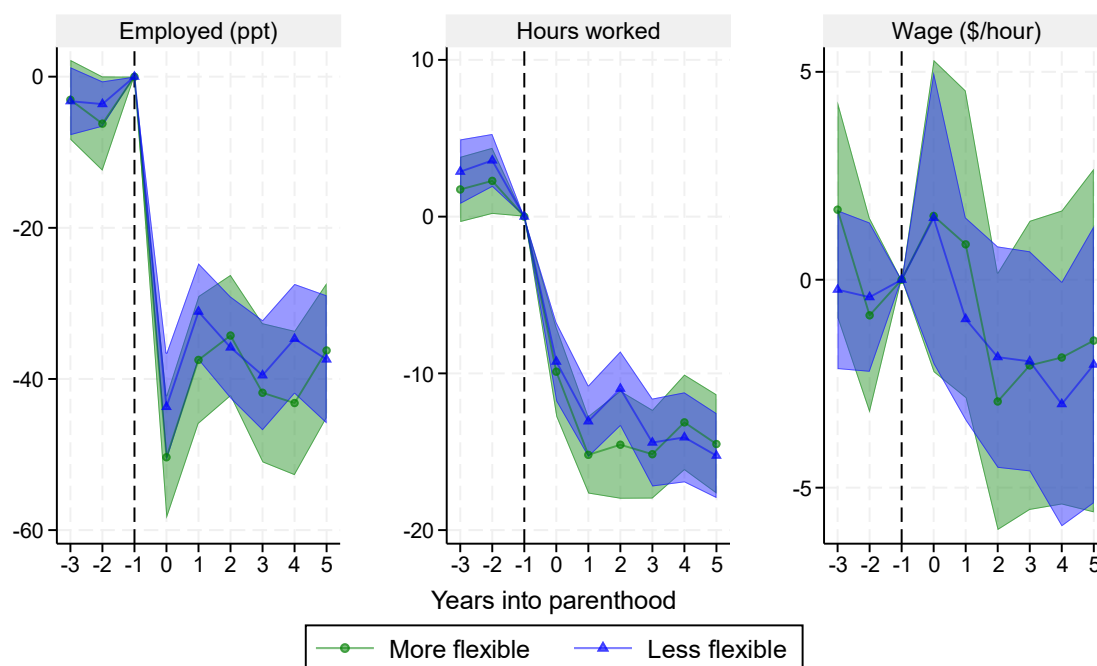 Employed (ppt)
0
-20
-40
-60
-3 -2 -1 0 1 2 3 4 5
Hours worked
10
0
-10
-20
-3 -2 -1 0 1 2 3 4 5
Wage ($/hour)
5
0
-5
-3 -2 -1 0 1 2 3 4 5
Years into parenthood
More flexible Less flexible